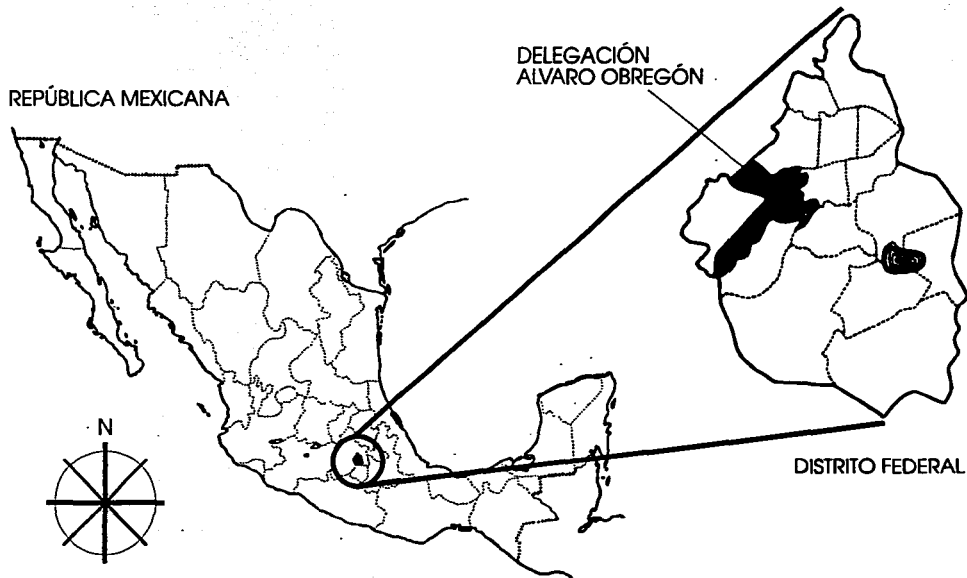 REPÚBLICA MEXICANA
DELEGACIÓN
ALVARO OBREGÓN
N
DISTRITO FEDERAL